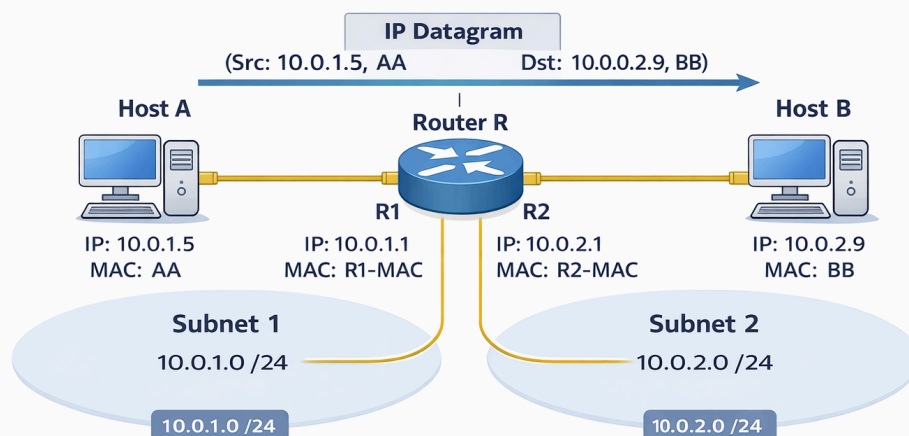 IP Datagram
(Src: 10.0.1.5, AA Dst: 10.0.0.2.9, BB)
Host A
Router R
Host B
R1 R2
IP: 10.0.1.5
MAC: AA
IP: 10.0.1.1
MAC: R1-MAC
IP: 10.0.2.1
MAC: R2-MAC
IP: 10.0.2.9
MAC: BB
Subnet 1
10.0.1.0 /24
10.0.1.0 /24
Subnet 2
10.0.2.0 /24
10.0.2.0 /24